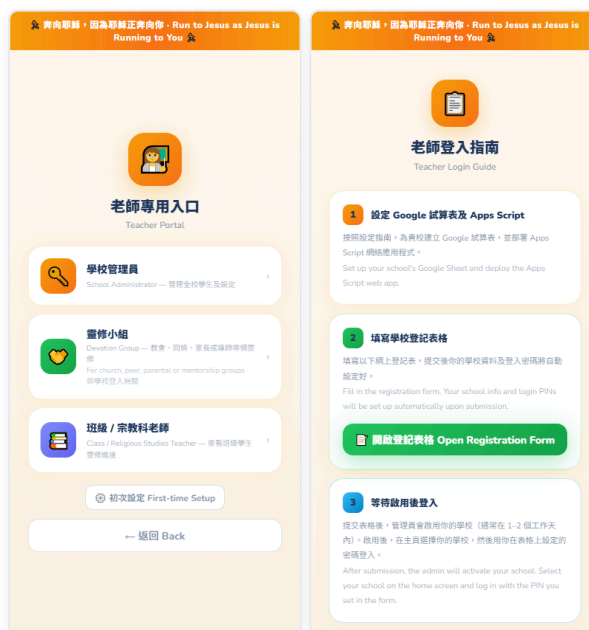 奔向耶穌，因為耶穌正奔向你 · Run to Jesus as Jesus is
Running to You
老師專用入口
Teacher Portal
學校管理員
School Administrator — 管理全校學生及設定
靈修小組
Devotion Group — 教會、同儕、家長或導師帶領靈
修
For church, peer, parental or mentorship groups ·
與學校登入無關
班級 / 宗教科老師
Class / Religious Studies Teacher — 查看班級學生
靈修進度
初次設定 First-time Setup
← 返回 Back
奔向耶穌，因為耶穌正奔向你 · Run to Jesus as Jesus is
Running to You
老師登入指南
Teacher Login Guide
1 設定 Google 試算表及 Apps Script
按照設定指南，為貴校建立 Google 試算表，並部署 Apps
Script 網絡應用程式。
Set up your school's Google Sheet and deploy the Apps
Script web app.
2 填寫學校登記表格
填寫以下網上登記表，提交後你的學校資料及登入密碼將自動
設定好。
Fill in the registration form. Your school info and login PINs
will be set up automatically upon submission.
開啟登記表格 Open Registration Form
3 等待啟用後登入
提交表格後，管理員會啟用你的學校（通常在 1-2 個工作天
內）。啟用後，在主頁選擇你的學校，然後用你在表格上設定的
密碼登入。
After submission, the admin will activate your school. Select
your school on the home screen and log in with the PIN you
set in the form.